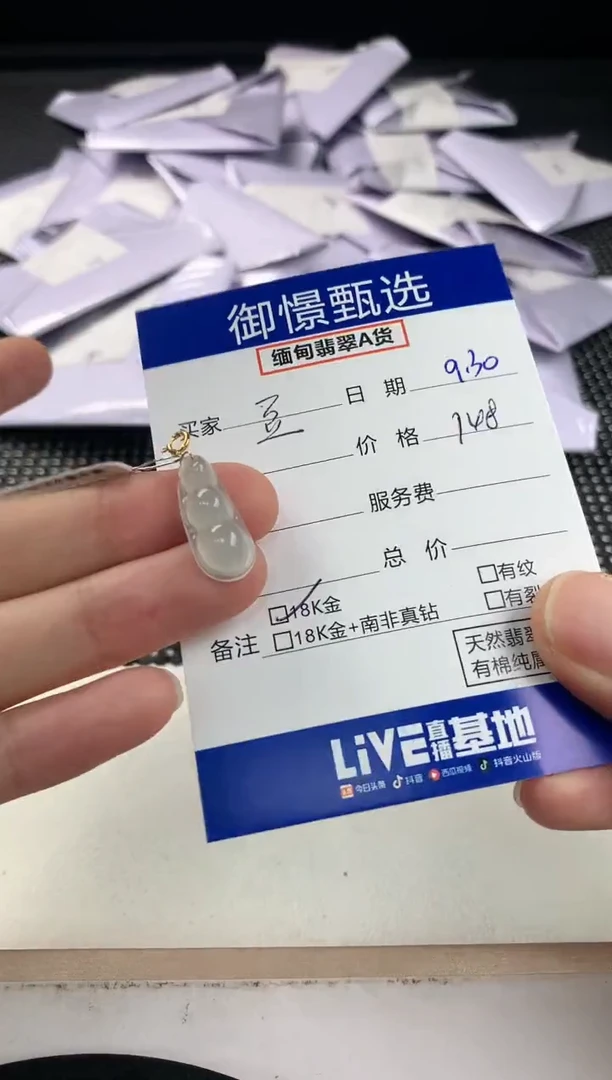 御憬甄选
缅甸翡翠A货
买家 豆 日期 9.30
价格 148
服务费
总价
18K金 有纹
备注 18K金+南非真钻 有裂
天然翡翠
有棉纯属
LiVE直播基地
今日头条 抖音 西瓜视频 抖音火山版